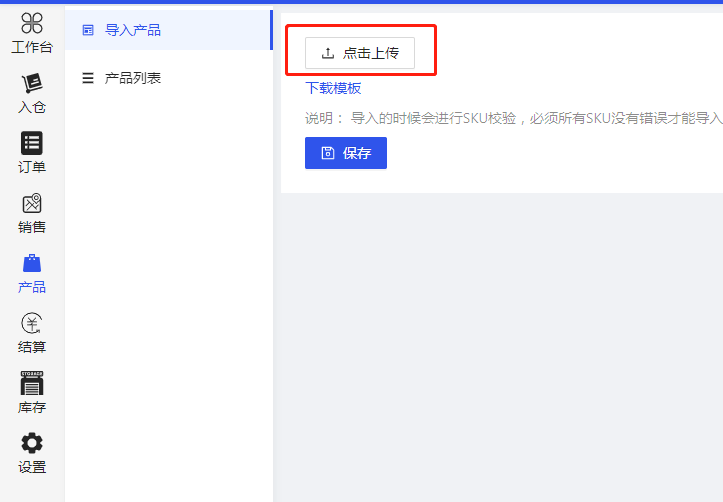 工作台
入仓
订单
销售
产品
结算
STORAGE
库存
设置
导入产品
产品列表
点击上传
下载模板
说明： 导入的时候会进行SKU校验，必须所有SKU没有错误才能导入
保存